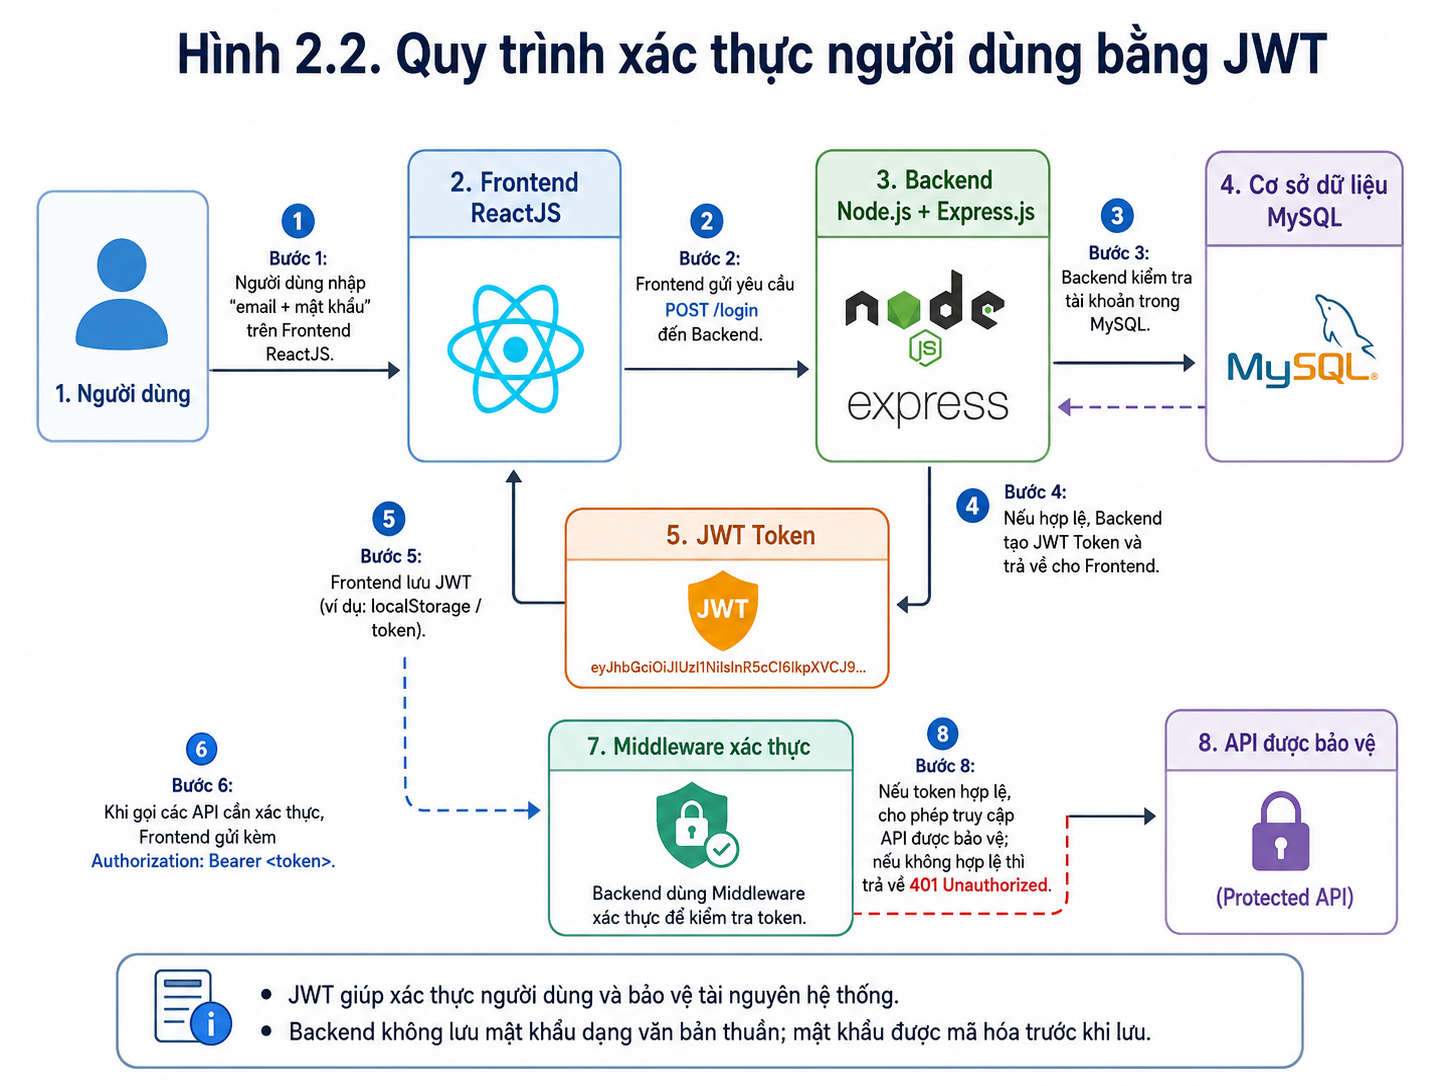 Hình 2.2. Quy trình xác thực người dùng bằng JWT
1. Người dùng
1
Bước 1:
Người dùng nhập
“email + mật khẩu”
trên Frontend
ReactJS.
2. Frontend
ReactJS
2
Bước 2:
Frontend gửi yêu cầu
POST /login
đến Backend.
3. Backend
Node.js + Express.js
node
JS
express
3
Bước 3:
Backend kiểm tra
tài khoản trong
MySQL.
4. Cơ sở dữ liệu
MySQL
MySQL®
4
Bước 4:
Nếu hợp lệ, Backend
tạo JWT Token và
trả về cho Frontend.
5. JWT Token
JWT
eyJhbGciOiJIUzI1NiIsInR5cCI6IkpXVCJ9...
5
Bước 5:
Frontend lưu JWT
(ví dụ: localStorage /
token).
6
Bước 6:
Khi gọi các API cần xác thực,
Frontend gửi kèm
Authorization: Bearer <token>.
7. Middleware xác thực
Backend dùng Middleware
xác thực để kiểm tra token.
8
Bước 8:
Nếu token hợp lệ,
cho phép truy cập
API được bảo vệ;
nếu không hợp lệ thì
trả về 401 Unauthorized.
8. API được bảo vệ
(Protected API)
i
• JWT giúp xác thực người dùng và bảo vệ tài nguyên hệ thống.
• Backend không lưu mật khẩu dạng văn bản thuần; mật khẩu được mã hóa trước khi lưu.